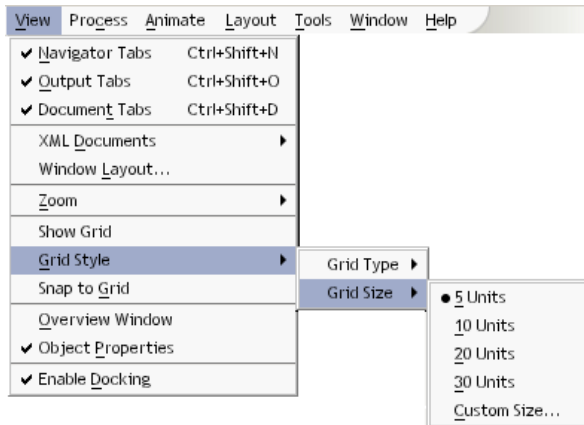 View Process Animate Layout Tools Window Help
Navigator Tabs Ctrl+Shift+N
Output Tabs Ctrl+Shift+O
Document Tabs Ctrl+Shift+D
XML Documents
Window Layout...
Zoom
Show Grid
Grid Style
Snap to Grid
Overview Window
Object Properties
Enable Docking
Grid Type
Grid Size
5 Units
10 Units
20 Units
30 Units
Custom Size...